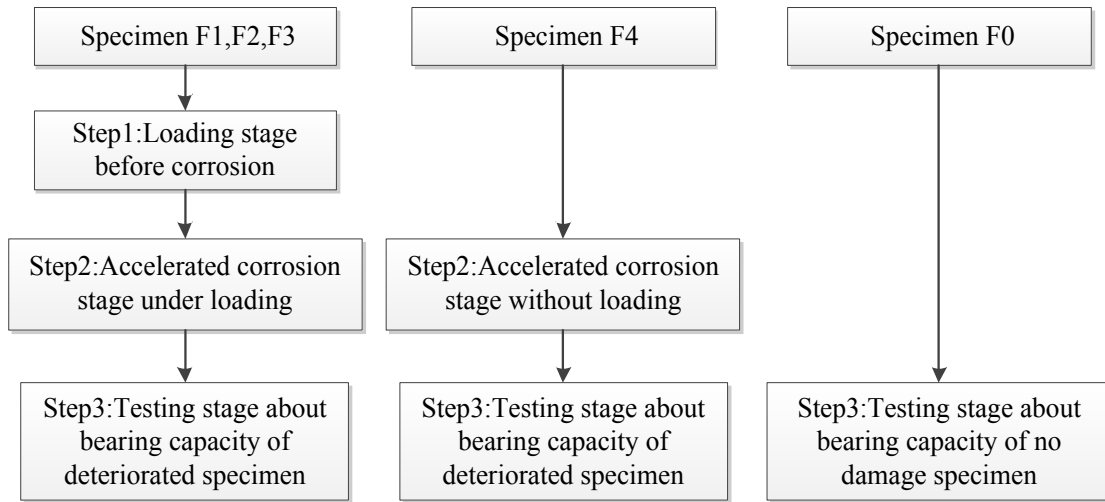 Specimen F1,F2,F3
Specimen F4
Specimen F0
Step1:Loading stage
before corrosion
Step2:Accelerated corrosion
stage under loading
Step2:Accelerated corrosion
stage without loading
Step3:Testing stage about
bearing capacity of
deteriorated specimen
Step3:Testing stage about
bearing capacity of
deteriorated specimen
Step3:Testing stage about
bearing capacity of no
damage specimen